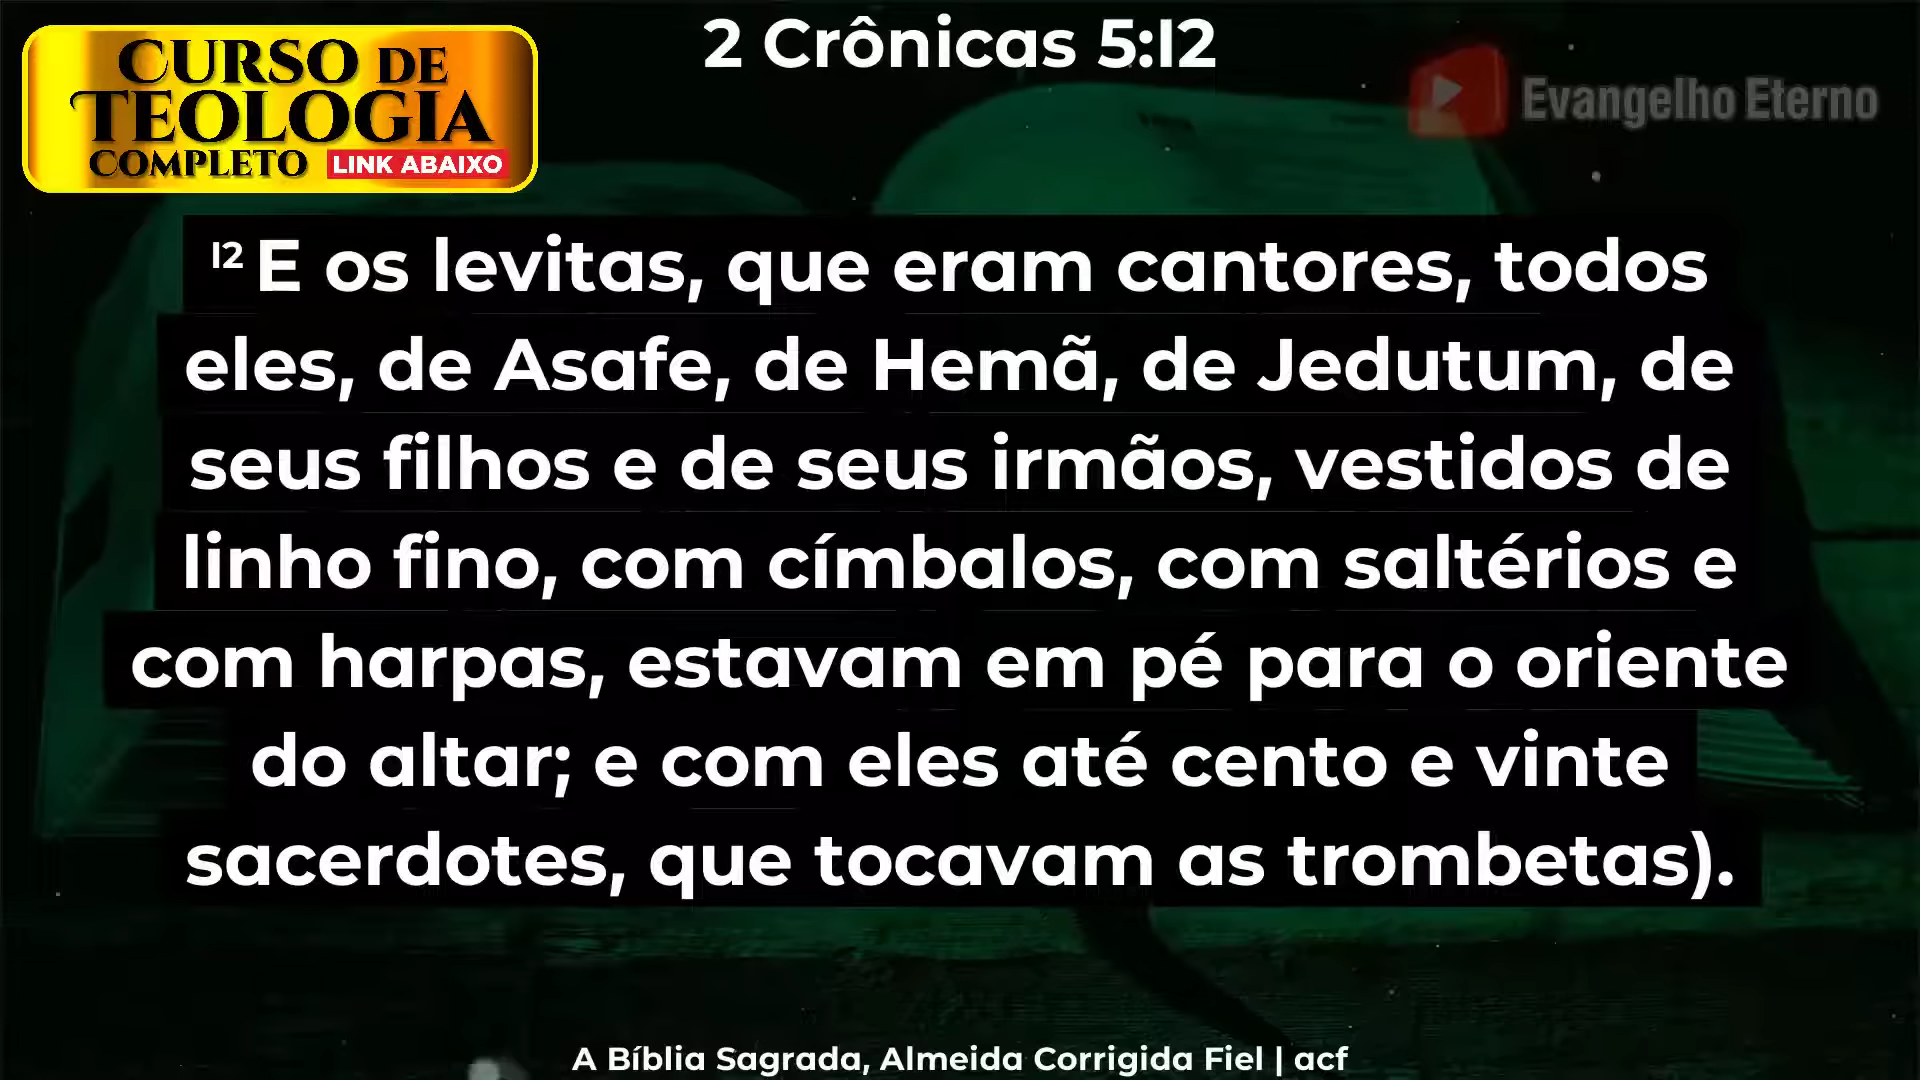 2 Crônicas 5:12
CURSO DE
TEOLOGIA
COMPLETO LINK ABAIXO
Evangelho Eterno
12 E os levitas, que eram cantores, todos
eles, de Asafe, de Hemã, de Jedutum, de
seus filhos e de seus irmãos, vestidos de
linho fino, com címbalos, com saltérios e
com harpas, estavam em pé para o oriente
do altar; e com eles até cento e vinte
sacerdotes, que tocavam as trombetas).
A Bíblia Sagrada, Almeida Corrigida Fiel | acf